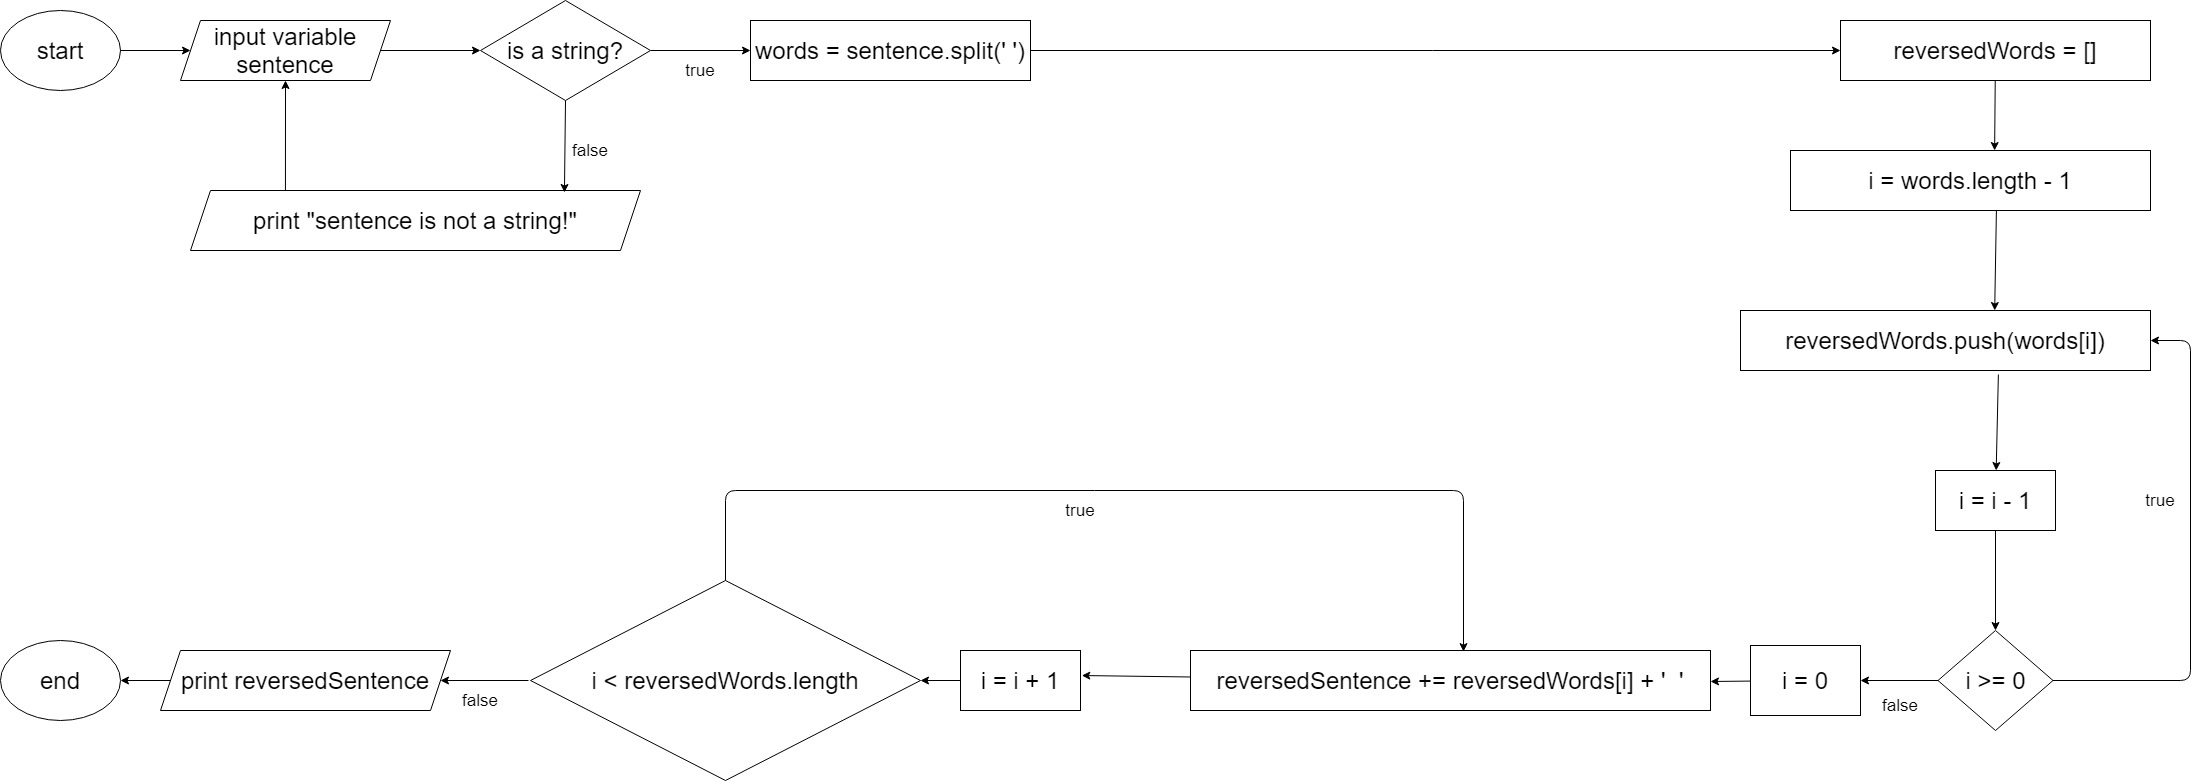 start
input variable
sentence
is a string?
true
words = sentence.split(' ')
reversedWords = []
false
print "sentence is not a string!"
i = words.length - 1
reversedWords.push(words[i])
i = i - 1
true
i >= 0
false
i = 0
reversedSentence += reversedWords[i] + '  '
i = i + 1
true
i < reversedWords.length
false
print reversedSentence
end